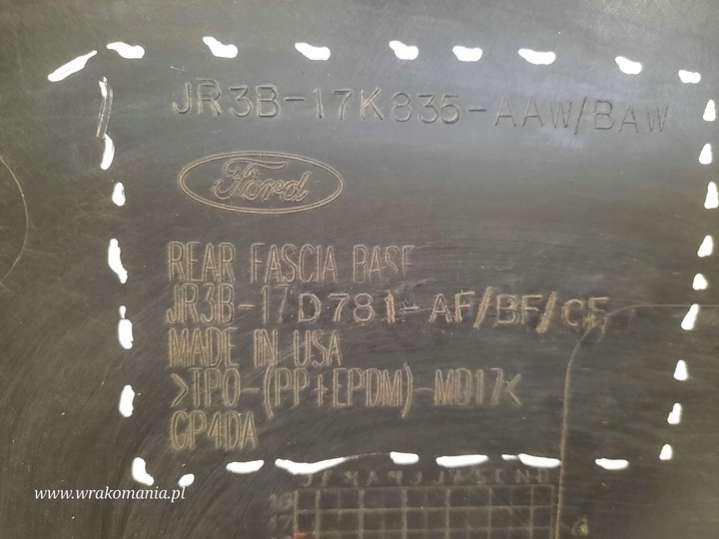 JR3B-17K835-AAW/BAW
Ford
REAR FASCIA BASE
JR3B-17D781-AF/BF/CF
MADE IN USA
>TPO-(PP+EPDM)-MD17<
GP4DA
J F M A M J J A S O N D
www.wrakomania.pl